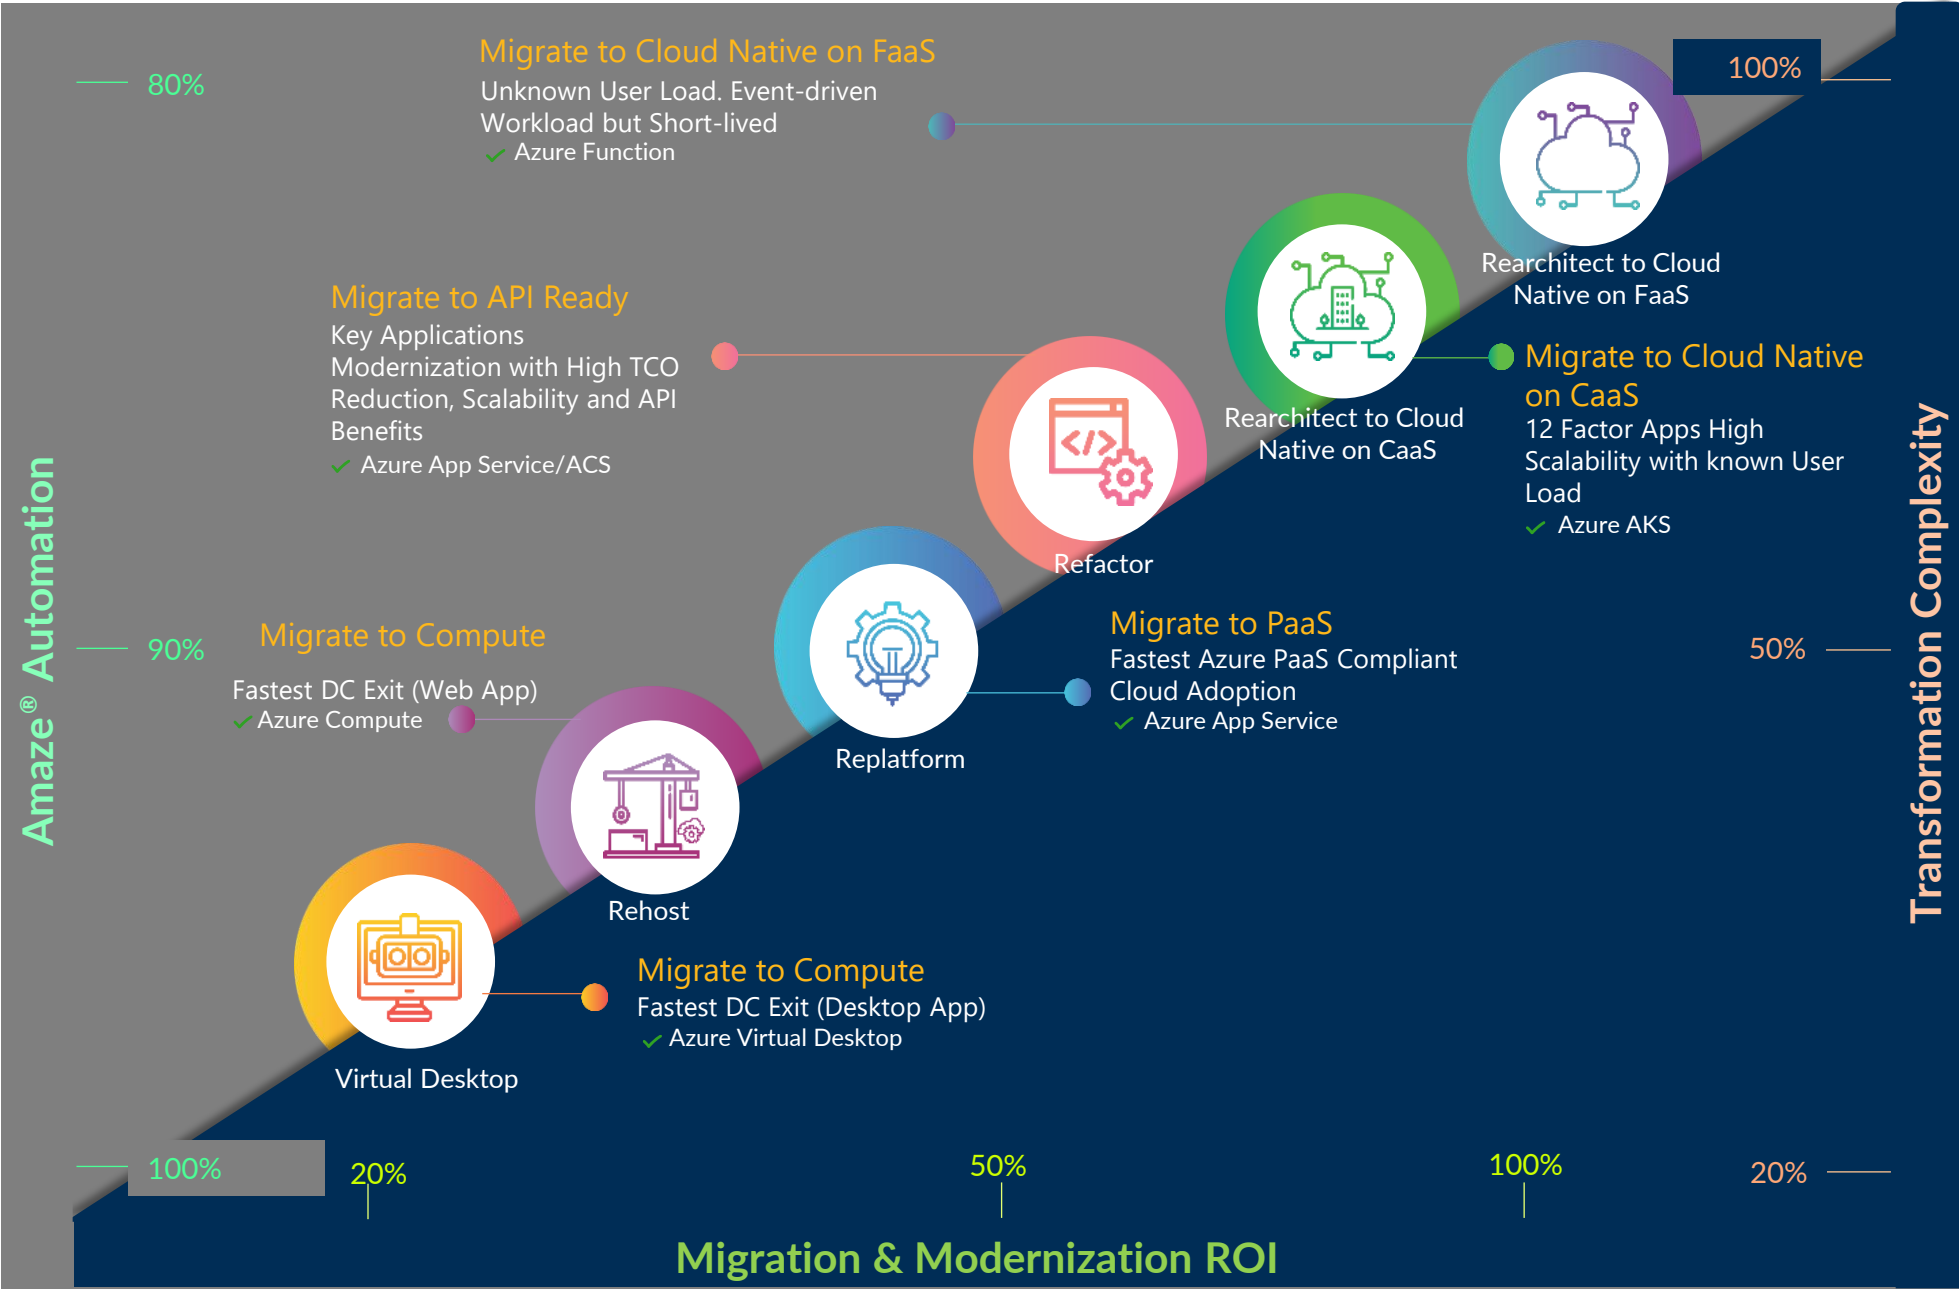 Migrate to Cloud Native on FaaS
Unknown User Load. Event-driven
Workload but Short-lived
Azure Function
80%
100%
Rearchitect to Cloud
Native on FaaS
Migrate to API Ready
Key Applications
Modernization with High TCO
Reduction, Scalability and API
Benefits
Azure App Service/ACS
Rearchitect to Cloud
Native on CaaS
Migrate to Cloud Native
on CaaS
12 Factor Apps High
Scalability with known User
Load
Azure AKS
Refactor
Amaze® Automation
Transformation Complexity
90%
50%
Migrate to Compute
Fastest DC Exit (Web App)
Azure Compute
Migrate to PaaS
Fastest Azure PaaS Compliant
Cloud Adoption
Azure App Service
Replatform
Rehost
Migrate to Compute
Fastest DC Exit (Desktop App)
Azure Virtual Desktop
Virtual Desktop
100%
20%
50%
100%
20%
Migration & Modernization ROI